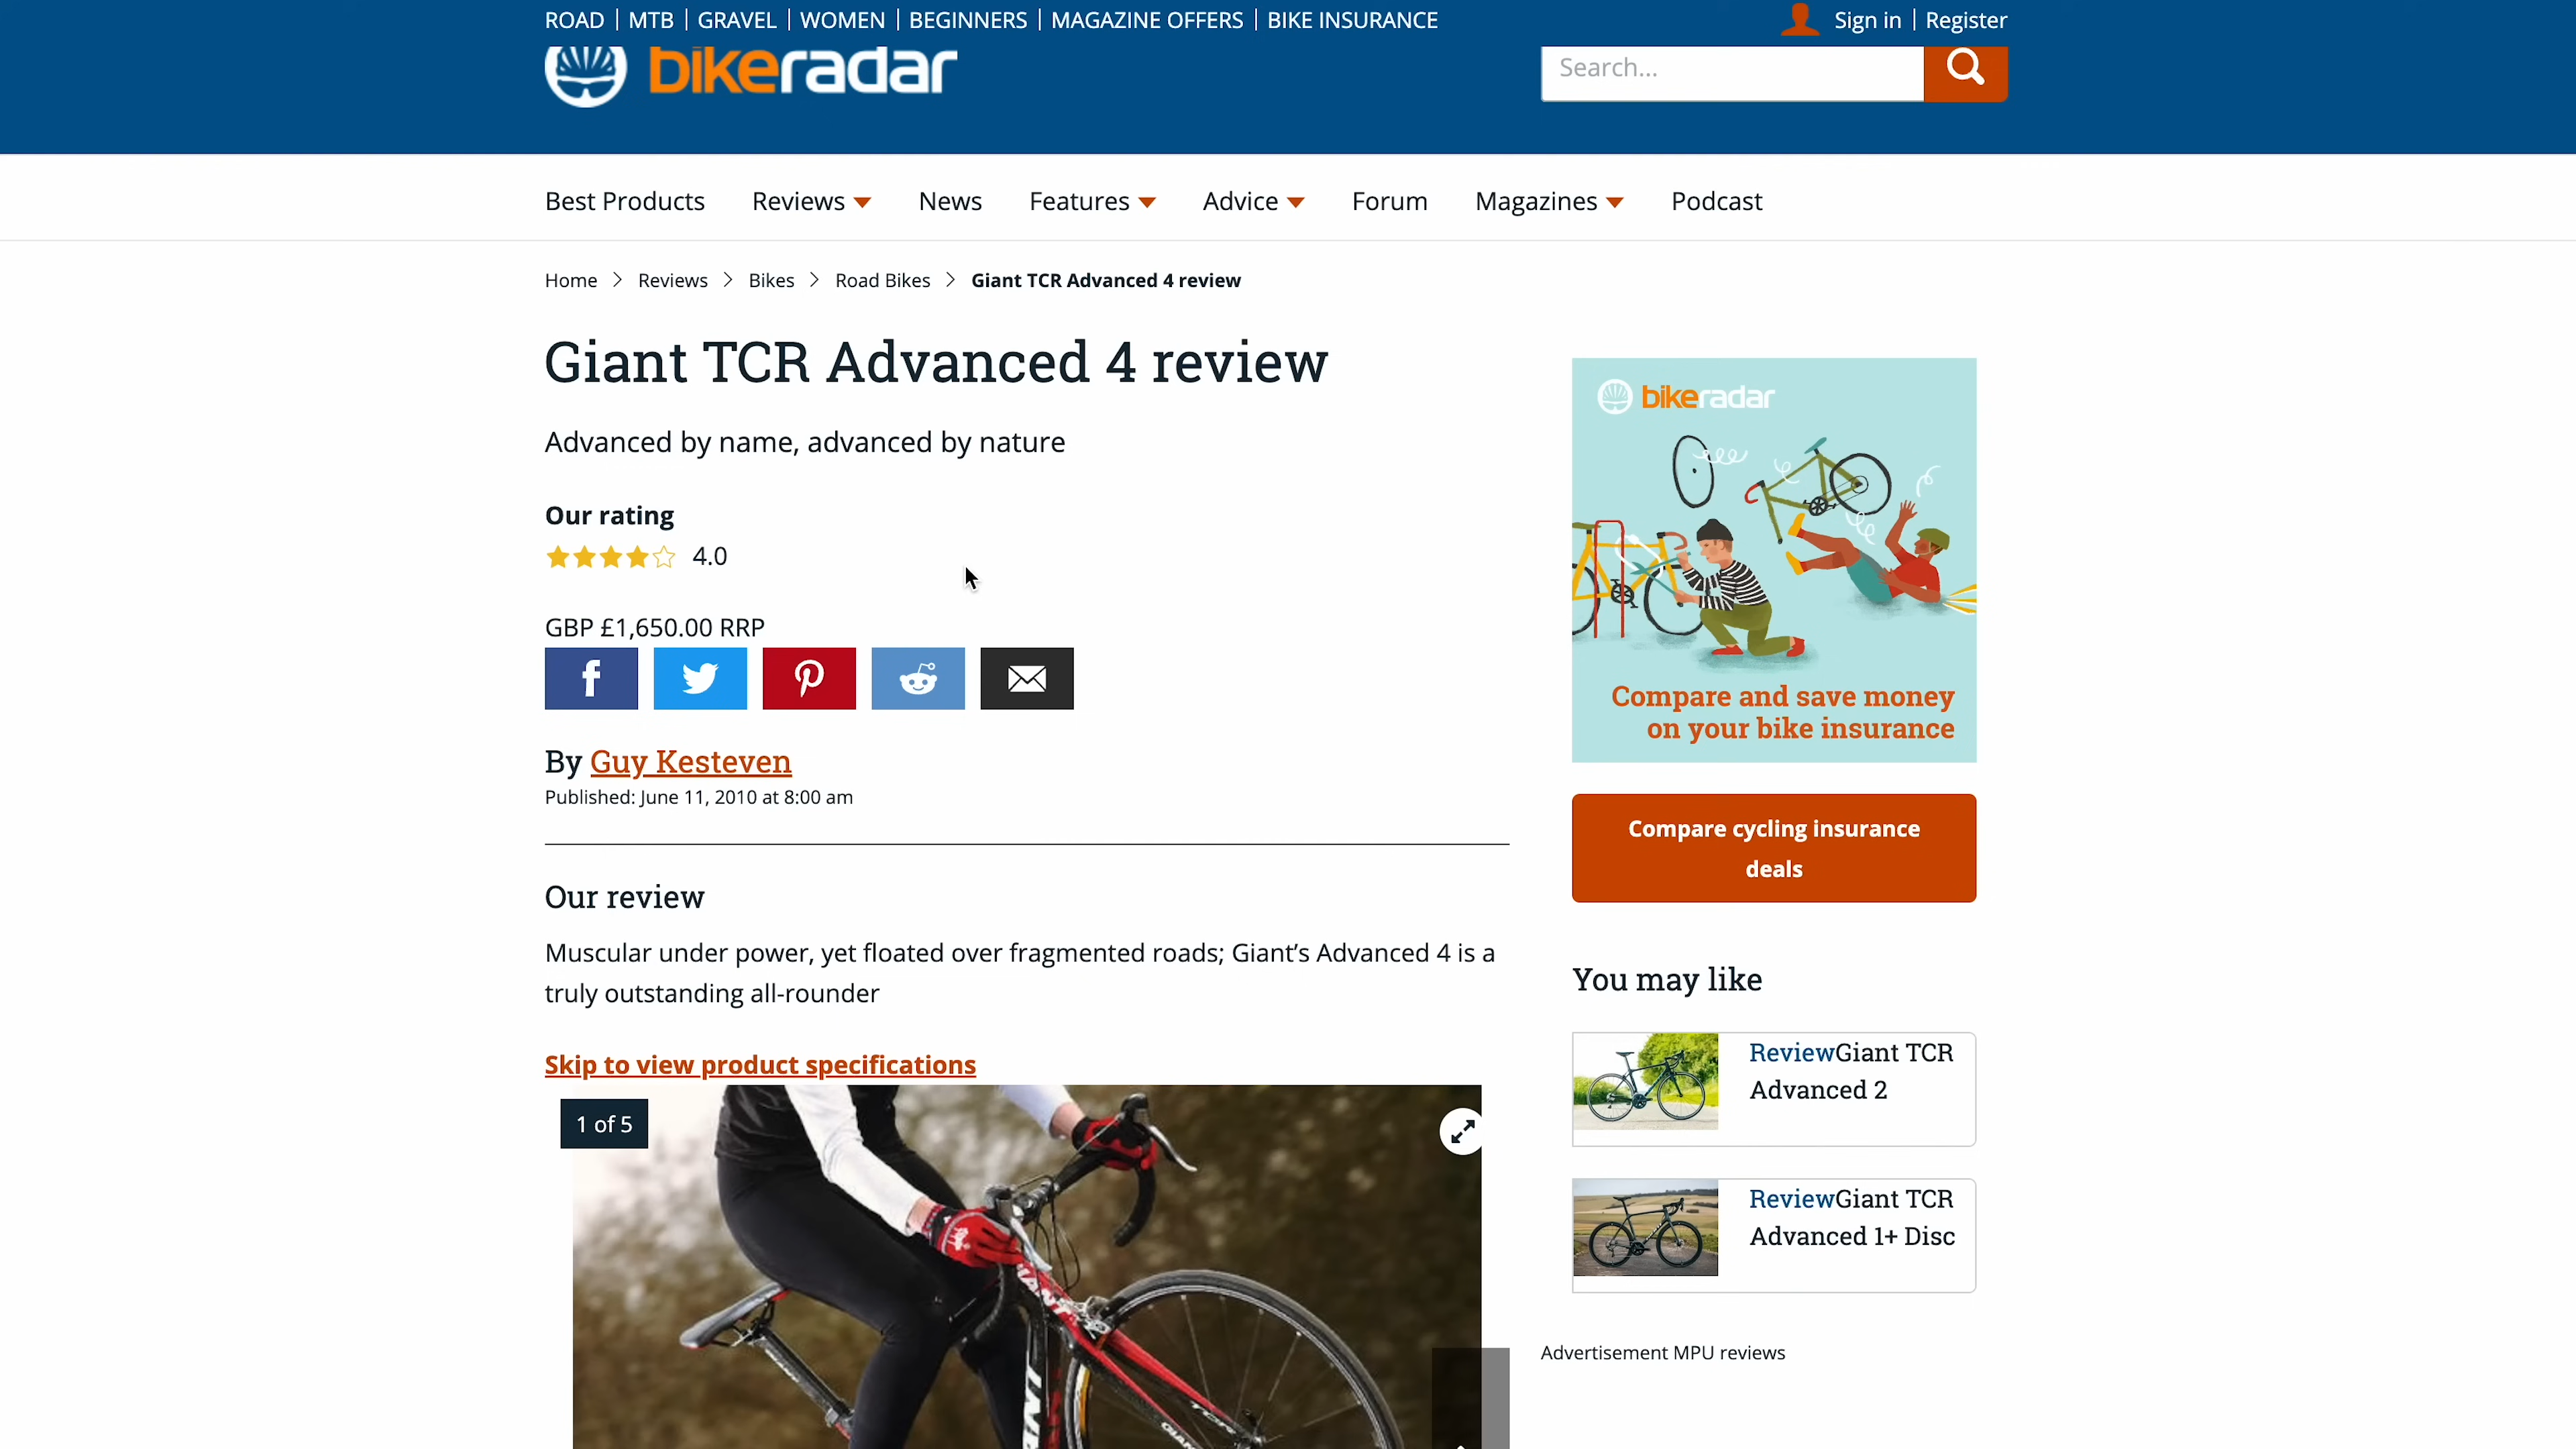 ROAD | MTB | GRAVEL | WOMEN | BEGINNERS | MAGAZINE OFFERS | BIKE INSURANCE
Sign in | Register
bikeradar
Search...
Best Products Reviews News Features Advice Forum Magazines Podcast
Home > Reviews > Bikes > Road Bikes > Giant TCR Advanced 4 review
Giant TCR Advanced 4 review
Advanced by name, advanced by nature
Our rating
4.0
GBP £1,650.00 RRP
By Guy Kesteven
Published: June 11, 2010 at 8:00 am
Our review
Muscular under power, yet floated over fragmented roads; Giant’s Advanced 4 is a
truly outstanding all-rounder
Skip to view product specifications
1 of 5
GIANT
TCR
bikeradar
Compare and save money
on your bike insurance
Compare cycling insurance
deals
You may like
ReviewGiant TCR
Advanced 2
ReviewGiant TCR
Advanced 1+ Disc
Advertisement MPU reviews